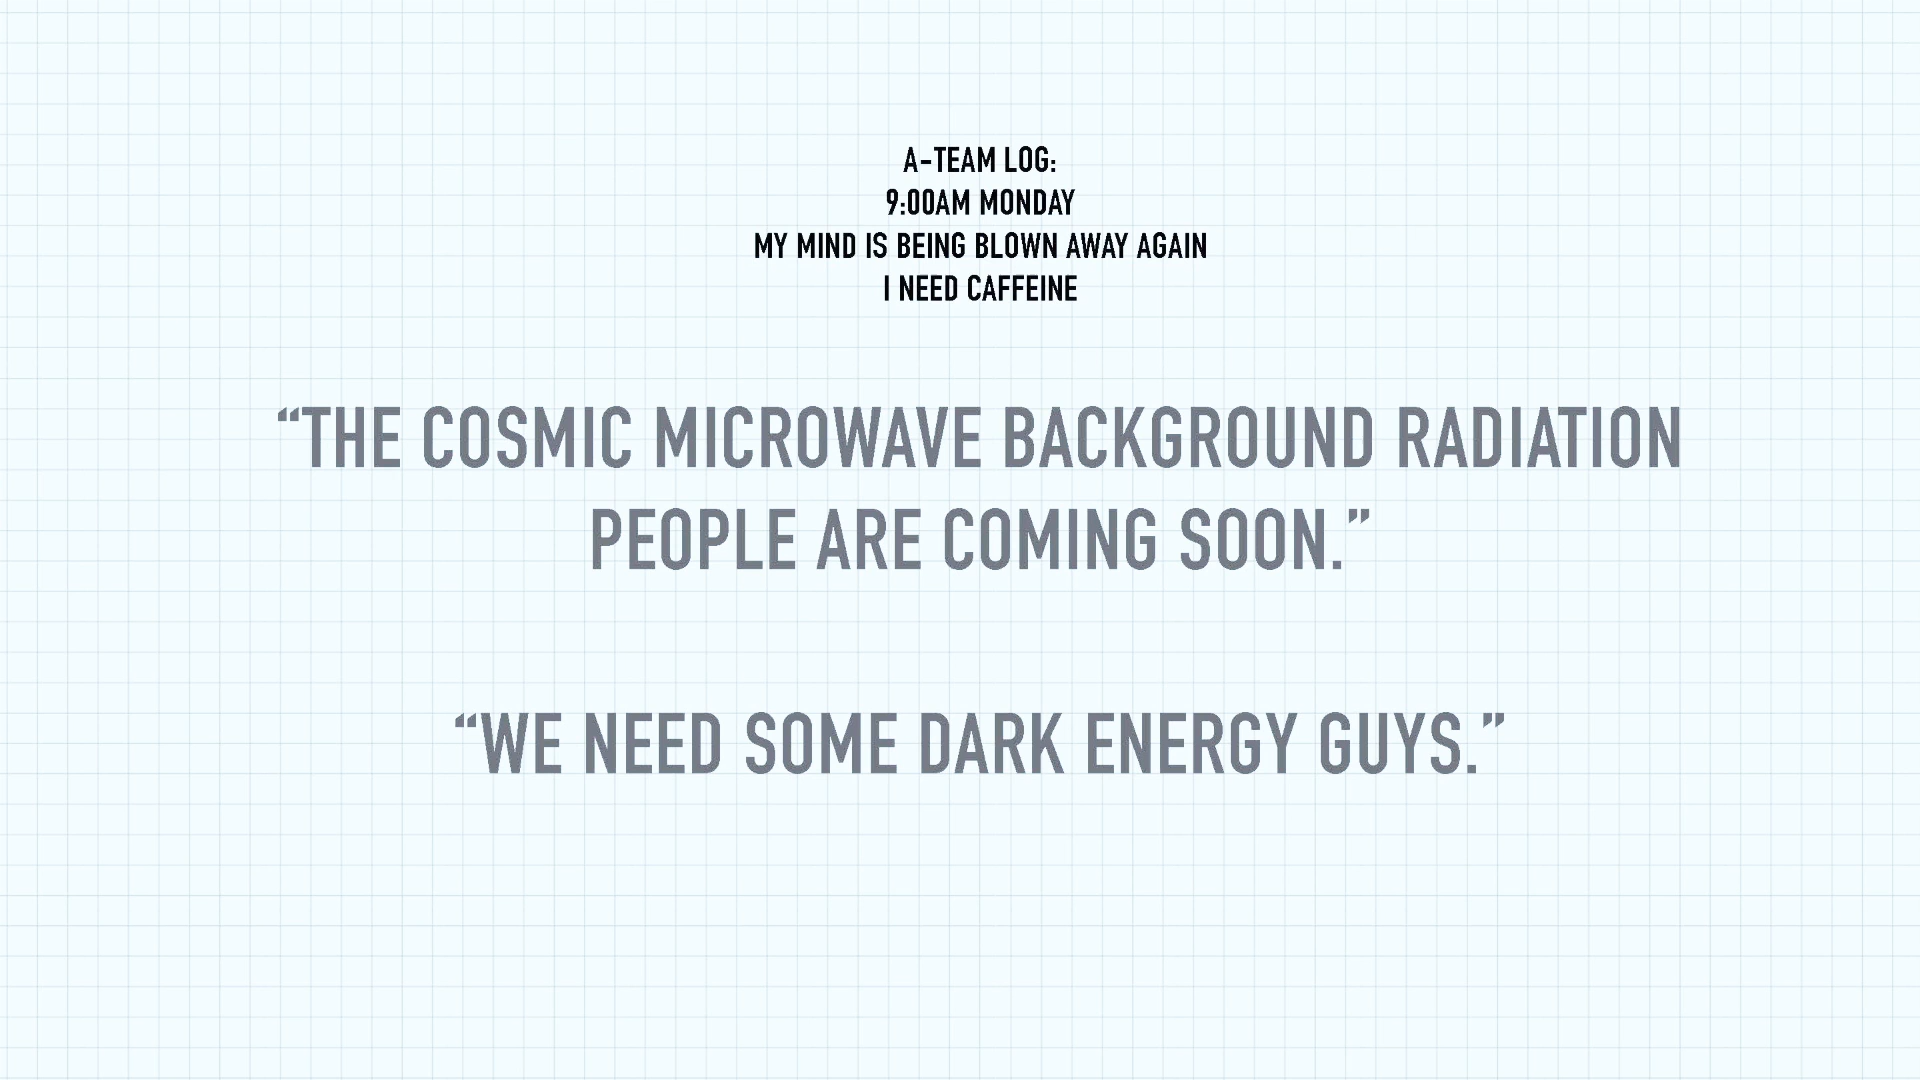 A-TEAM LOG:
9:00AM MONDAY
MY MIND IS BEING BLOWN AWAY AGAIN
I NEED CAFFEINE
“THE COSMIC MICROWAVE BACKGROUND RADIATION
PEOPLE ARE COMING SOON.”
“WE NEED SOME DARK ENERGY GUYS.”